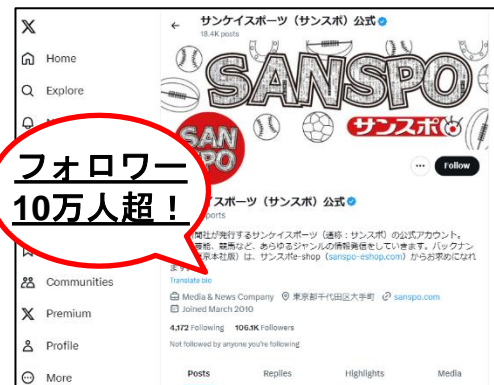 サンケイスポーツ（サンスポ）公式
18.4K posts
Home
Explore
SANSPO
サンスポ
SAN
SPO
Follow
フォロワー
10万人超！
イスポーツ（サンスポ）公式
ports
聞社が発行するサンケイスポーツ（通称：サンスポ）の公式アカウント。
芸能、競馬など、あらゆるジャンルの情報発信をしていきます。バックナン
京本社版）は、サンスポe-shop（sanspo-eshop.com）からお求めになれ
ます
Translate bio
Media & News Company 東京都千代田区大手町 sanspo.com
Joined March 2010
4,172 Following 106.1K Followers
Not followed by anyone you're following
Communities
Premium
Profile
More
Posts Replies Highlights Media